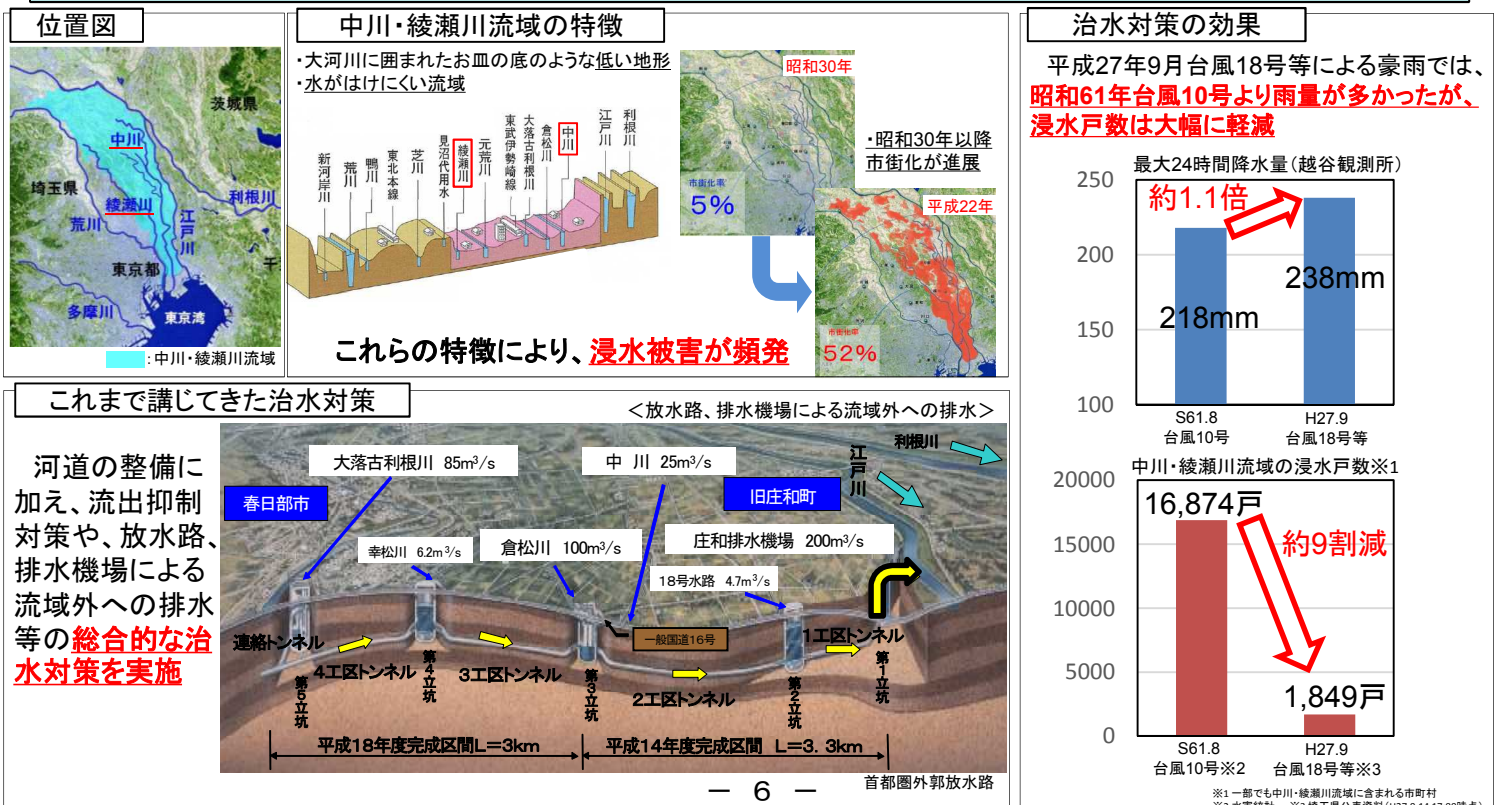 位置図
茨城県
中川
埼玉県
綾瀬川
利根川
荒川
江戸川
東京都
千
多摩川
東京湾
:中川・綾瀬川流域
中川・綾瀬川流域の特徴
・大河川に囲まれたお皿の底のような低い地形
・水がはけにくい流域
新河岸川
荒川
鴨川
東北本線
芝川
見沼代用水
綾瀬川
元荒川
東武伊勢崎線
大落古利根川
倉松川
中川
江戸川
利根川
昭和30年
市街化率
5%
・昭和30年以降
市街化が進展
平成22年
市街化率
52%
これらの特徴により、浸水被害が頻発
これまで講じてきた治水対策
河道の整備に
加え、流出抑制
対策や、放水路、
排水機場による
流域外への排水
等の総合的な治
水対策を実施
<放水路、排水機場による流域外への排水>
利根川
江戸川
大落古利根川 85m³/s
中 川 25m³/s
春日部市
旧庄和町
幸松川 6.2m³/s
倉松川 100m³/s
庄和排水機場 200m³/s
18号水路 4.7m³/s
一般国道16号
連絡トンネル
4工区トンネル
3工区トンネル
2工区トンネル
1工区トンネル
第5立坑
第4立坑
第3立坑
第2立坑
第1立坑
平成18年度完成区間L=3km
平成14年度完成区間 L=3. 3km
首都圏外郭放水路
治水対策の効果
平成27年9月台風18号等による豪雨では、
昭和61年台風10号より雨量が多かったが、
浸水戸数は大幅に軽減
最大24時間降水量(越谷観測所)
250
200
150
100
約1.1倍
218mm
238mm
S61.8
台風10号
H27.9
台風18号等
中川・綾瀬川流域の浸水戸数※1
20000
15000
10000
5000
0
16,874戸
約9割減
1,849戸
S61.8
台風10号※2
H27.9
台風18号等※3
※1 一部でも中川・綾瀬川流域に含まれる市町村
― 6 ―